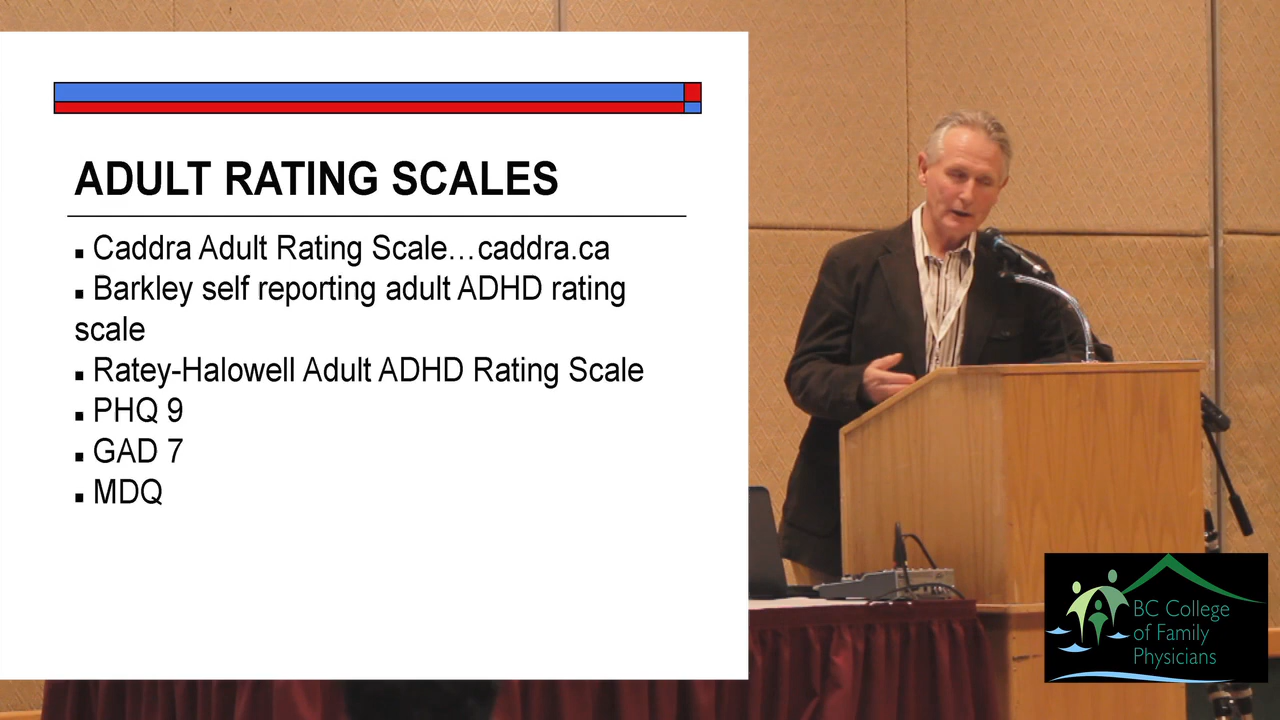 ADULT RATING SCALES
▪ Caddra Adult Rating Scale…caddra.ca
▪ Barkley self reporting adult ADHD rating
scale
▪ Ratey-Halowell Adult ADHD Rating Scale
▪ PHQ 9
▪ GAD 7
▪ MDQ
BC College
of Family
Physicians